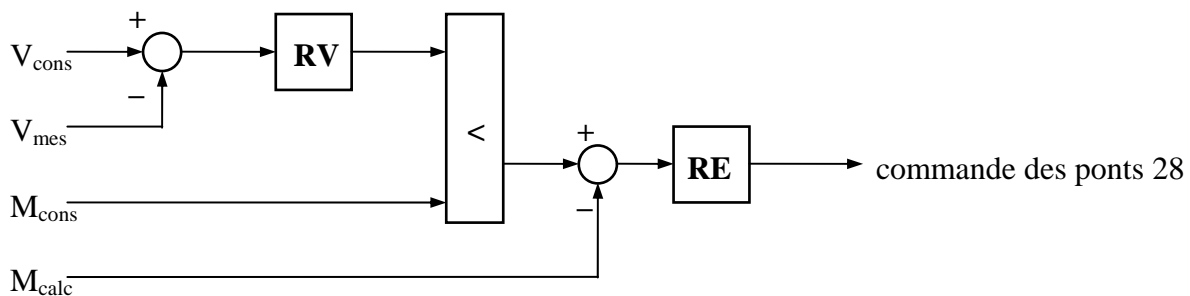 +
V_cons
RV
−
V_mes
<
+
RE
commande des ponts 28
M_cons
−
M_calc